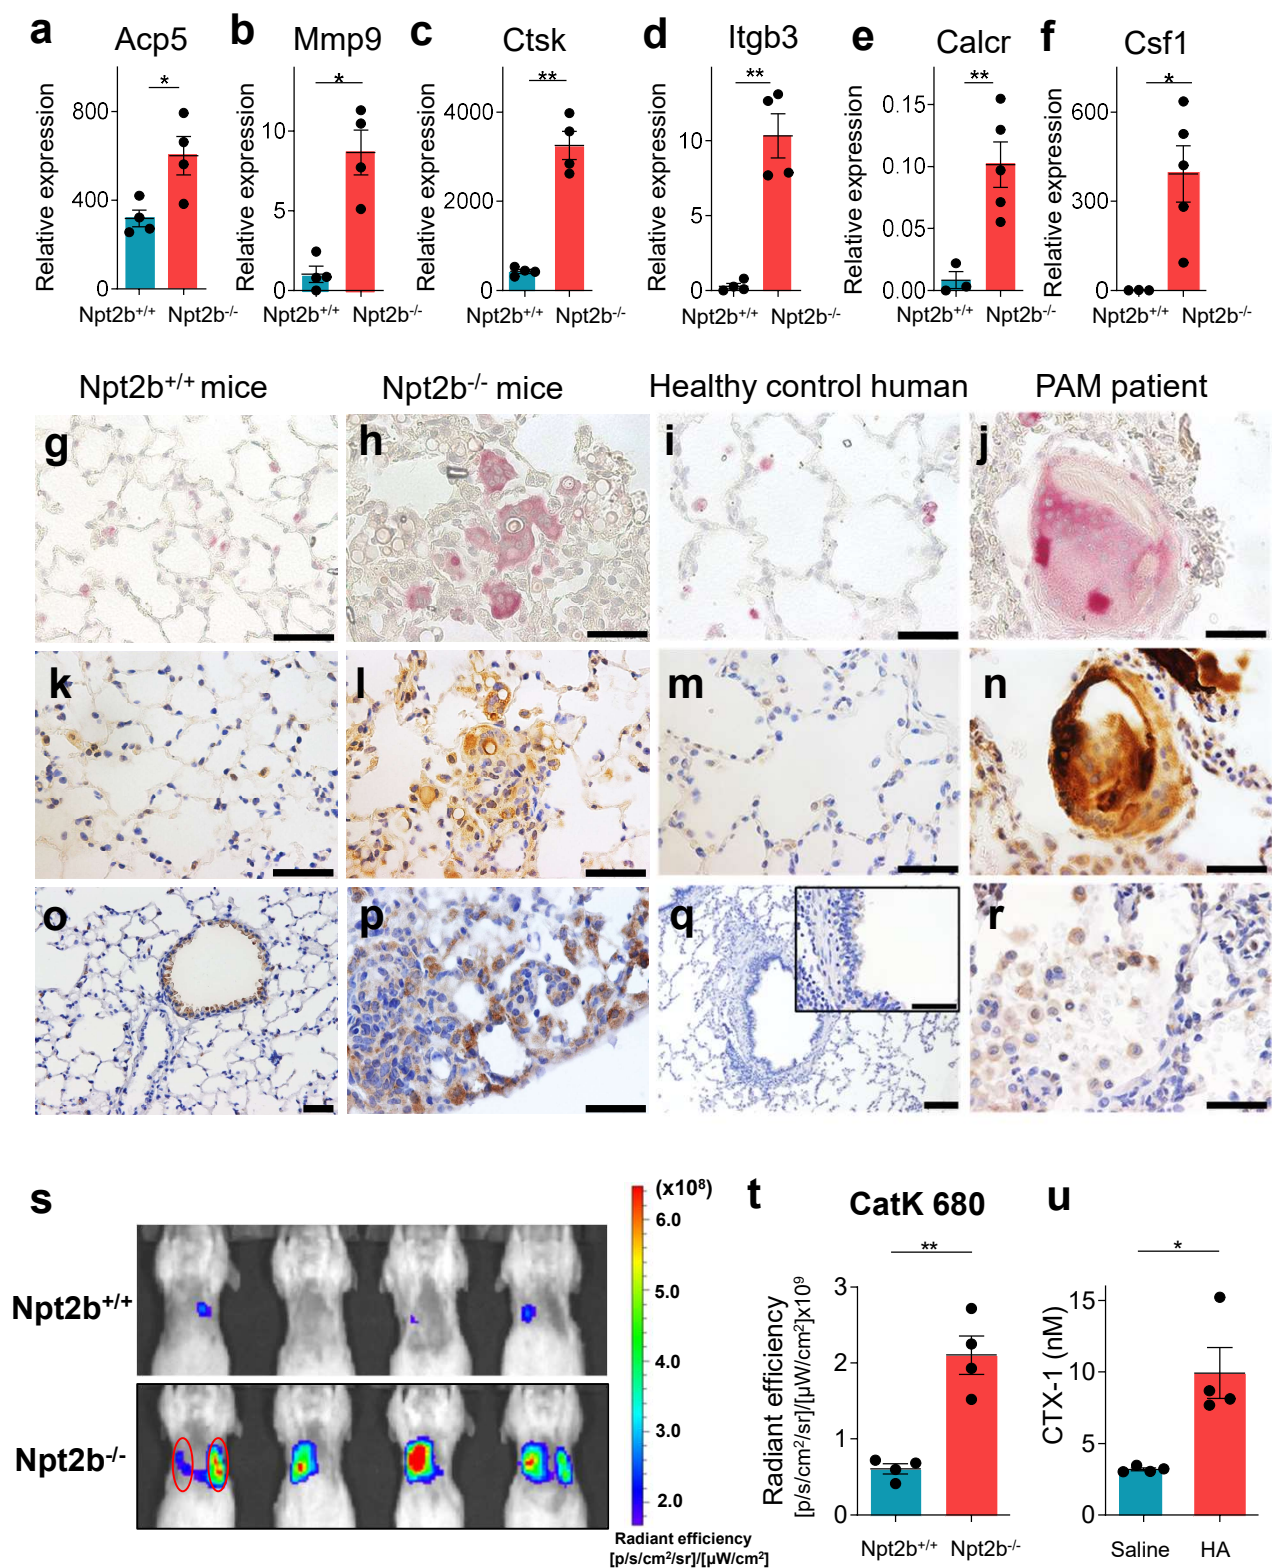 a Acp5
b Mmp9
c Ctsk
d Itgb3
e Calcr
f Csf1
Relative expression
800
400
0
*
Npt2b+/+ Npt2b-/-
Relative expression
10
5
0
*
Npt2b+/+ Npt2b-/-
Relative expression
4000
2000
0
**
Npt2b+/+ Npt2b-/-
Relative expression
10
5
0
**
Npt2b+/+ Npt2b-/-
Relative expression
0.15
0.10
0.05
0.00
**
Npt2b+/+ Npt2b-/-
Relative expression
600
300
0
*
Npt2b+/+ Npt2b-/-
Npt2b+/+ mice
Npt2b-/- mice
Healthy control human
PAM patient
g
h
i
j
k
l
m
n
o
p
q
r
s
Npt2b+/+
Npt2b-/-
(x10⁸)
6.0
5.0
4.0
3.0
2.0
Radiant efficiency
[p/s/cm²/sr]/[µW/cm²]
t
CatK 680
**
Radiant efficiency
[p/s/cm²/sr]/[µW/cm²]x10⁹
3
2
1
0
Npt2b+/+ Npt2b-/-
u
*
CTX-1 (nM)
15
10
5
0
Saline HA